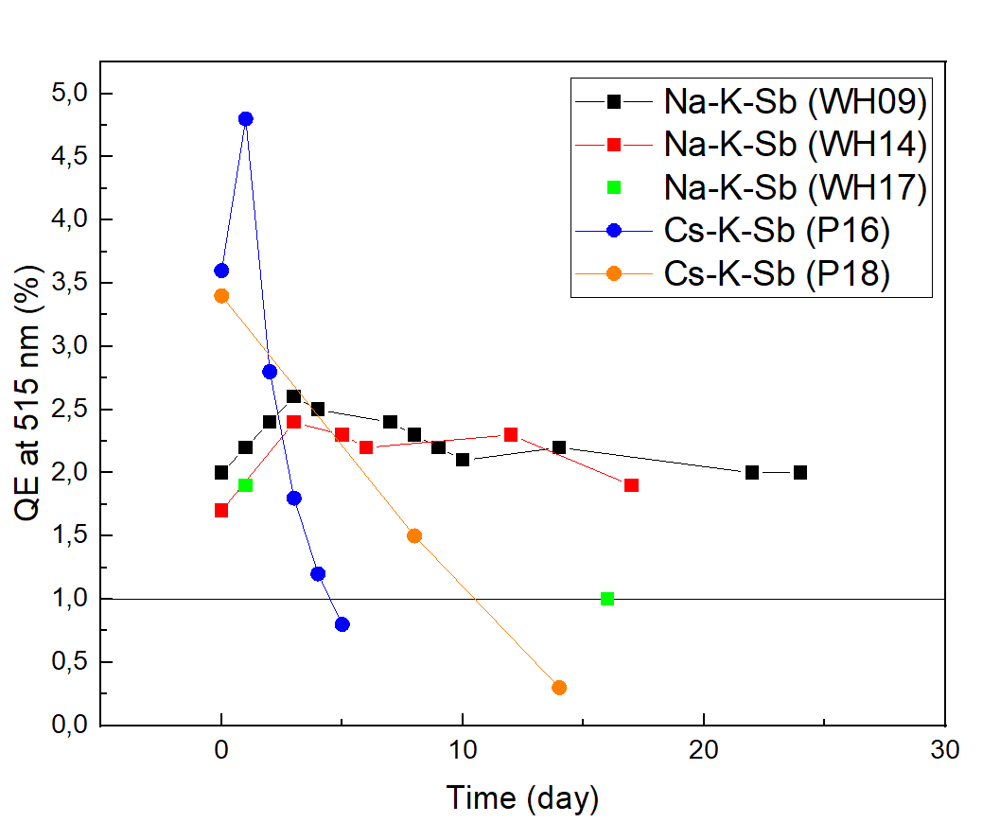 Na-K-Sb (WH09)
Na-K-Sb (WH14)
Na-K-Sb (WH17)
Cs-K-Sb (P16)
Cs-K-Sb (P18)
QE at 515 nm (%)
5,0
4,5
4,0
3,5
3,0
2,5
2,0
1,5
1,0
0,5
0,0
0 10 20 30
Time (day)